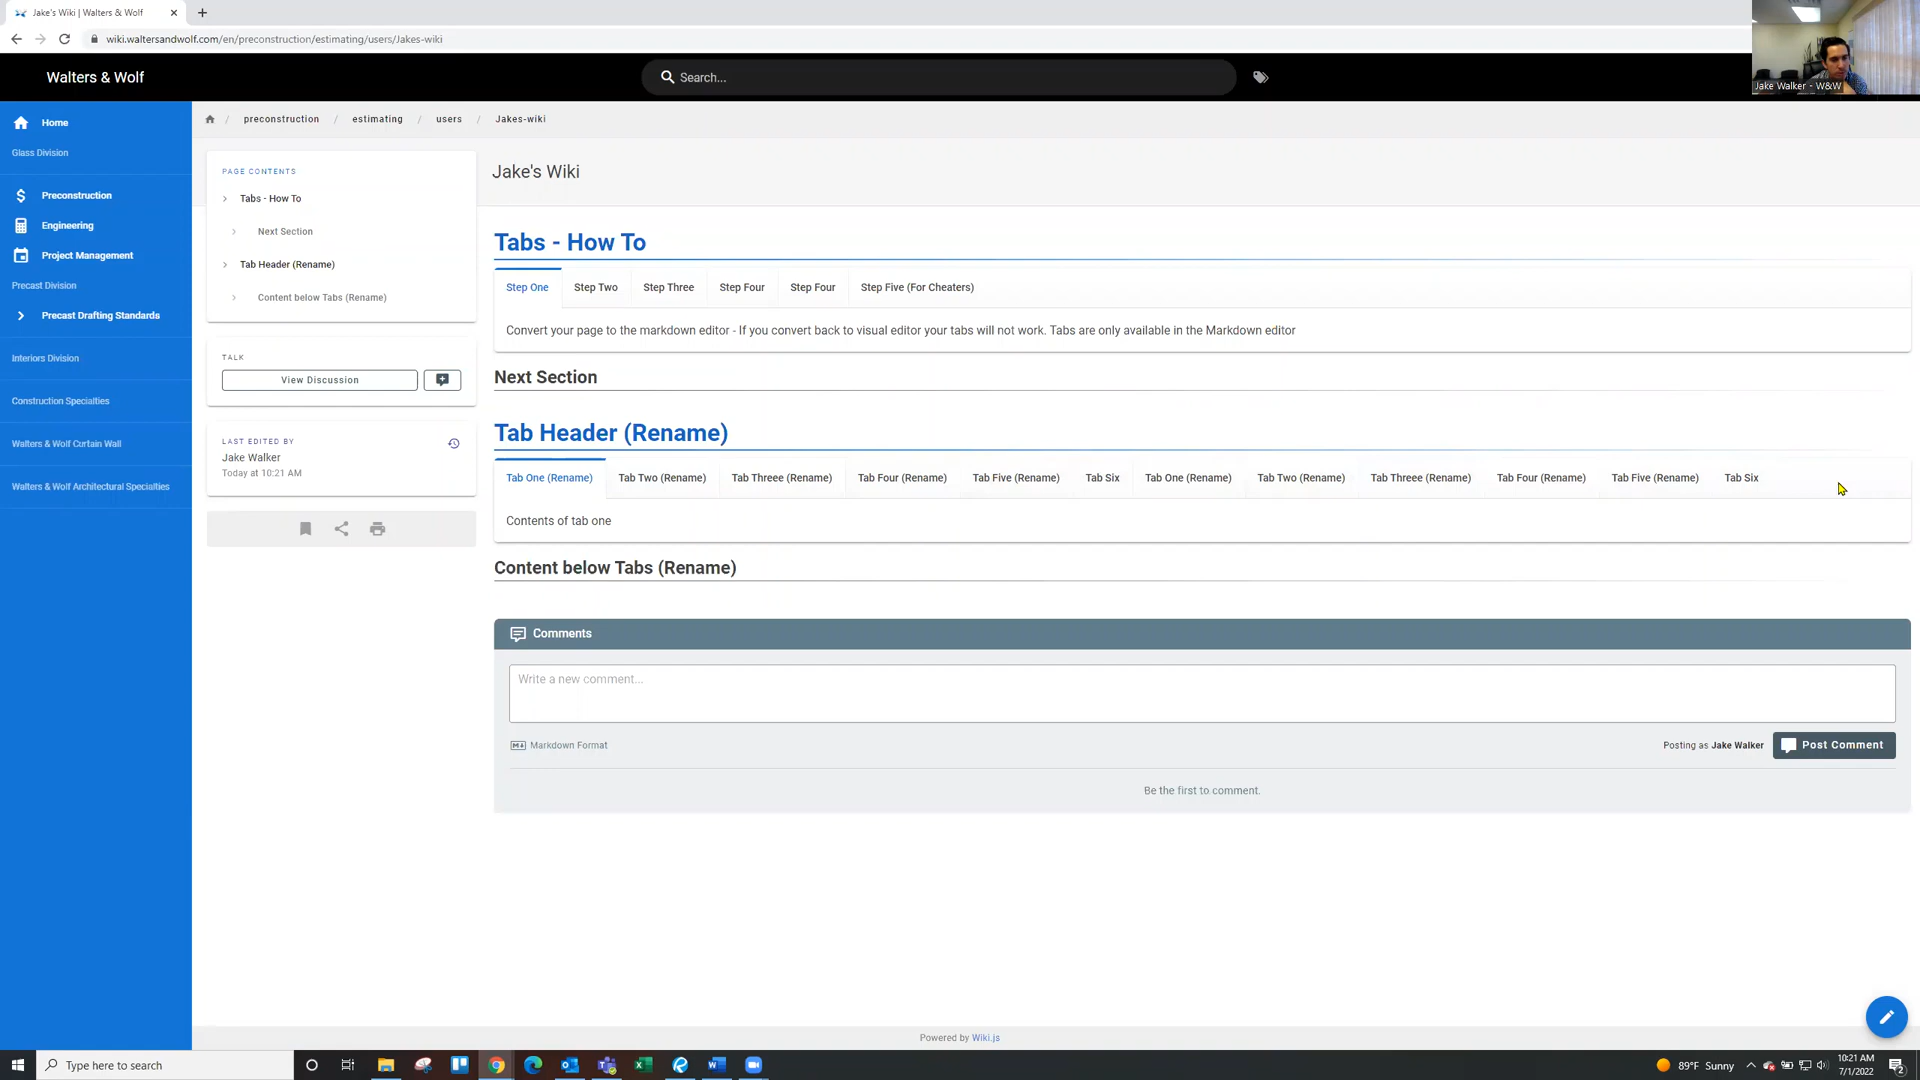 Jake's Wiki | Walters & Wolf
wiki.waltersandwolf.com/en/preconstruction/estimating/users/Jakes-wiki
Walters & Wolf
Search...
Jake Walker - W&W
Home
Glass Division
Preconstruction
Engineering
Project Management
Precast Division
Precast Drafting Standards
Interiors Division
Construction Specialties
Walters & Wolf Curtain Wall
Walters & Wolf Architectural Specialties
/ preconstruction / estimating / users / Jakes-wiki
PAGE CONTENTS
Tabs - How To
Next Section
Tab Header (Rename)
Content below Tabs (Rename)
TALK
View Discussion
LAST EDITED BY
Jake Walker
Today at 10:21 AM
Jake's Wiki
Tabs - How To
Step One Step Two Step Three Step Four Step Four Step Five (For Cheaters)
Convert your page to the markdown editor - If you convert back to visual editor your tabs will not work. Tabs are only available in the Markdown editor
Next Section
Tab Header (Rename)
Tab One (Rename) Tab Two (Rename) Tab Threee (Rename) Tab Four (Rename) Tab Five (Rename) Tab Six Tab One (Rename) Tab Two (Rename) Tab Threee (Rename) Tab Four (Rename) Tab Five (Rename) Tab Six
Contents of tab one
Content below Tabs (Rename)
Comments
Write a new comment...
Markdown Format
Posting as Jake Walker
Post Comment
Be the first to comment.
Powered by Wiki.js
Type here to search
89°F Sunny
10:21 AM
7/1/2022
2